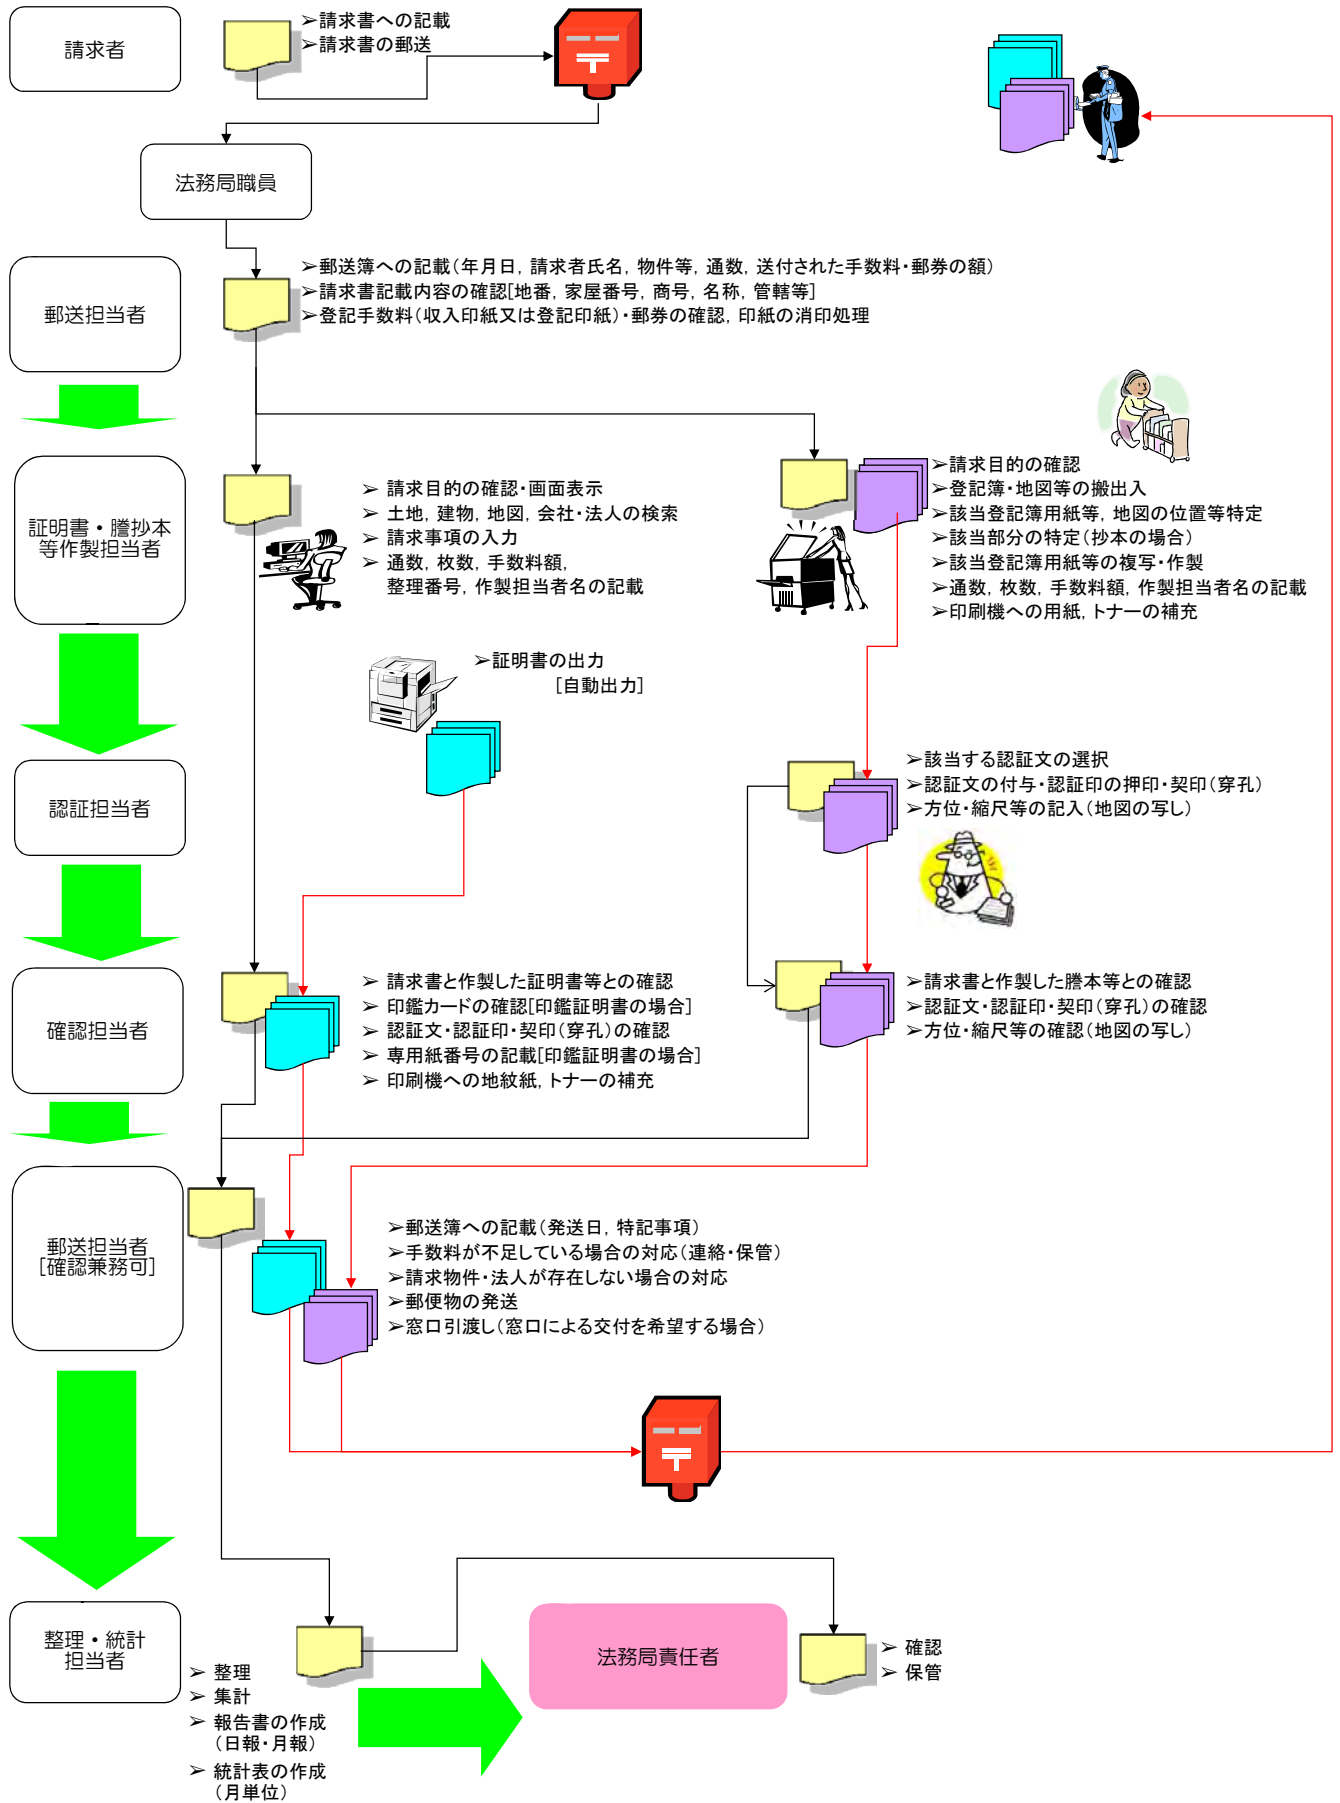 請求者
➢請求書への記載
➢請求書の郵送
法務局職員
郵送担当者
➢郵送簿への記載(年月日,請求者氏名,物件等,通数,送付された手数料・郵券の額)
➢請求書記載内容の確認[地番,家屋番号,商号,名称,管轄等]
➢登記手数料(収入印紙又は登記印紙)・郵券の確認,印紙の消印処理
証明書・謄抄本
等作製担当者
➢ 請求目的の確認・画面表示
➢ 土地,建物,地図,会社・法人の検索
➢ 請求事項の入力
➢ 通数,枚数,手数料額,
整理番号,作製担当者名の記載
➢請求目的の確認
➢登記簿・地図等の搬出入
➢該当登記簿用紙等,地図の位置等特定
➢該当部分の特定(抄本の場合)
➢該当登記簿用紙等の複写・作製
➢通数,枚数,手数料額,作製担当者名の記載
➢印刷機への用紙,トナーの補充
➢証明書の出力
[自動出力]
認証担当者
➢該当する認証文の選択
➢認証文の付与・認証印の押印・契印(穿孔)
➢方位・縮尺等の記入(地図の写し)
確認担当者
➢ 請求書と作製した証明書等との確認
➢ 印鑑カードの確認[印鑑証明書の場合]
➢ 認証文・認証印・契印(穿孔)の確認
➢ 専用紙番号の記載[印鑑証明書の場合]
➢ 印刷機への地紋紙,トナーの補充
➢請求書と作製した謄本等との確認
➢認証文・認証印・契印(穿孔)の確認
➢方位・縮尺等の確認(地図の写し)
郵送担当者
[確認兼務可]
➢郵送簿への記載(発送日,特記事項)
➢手数料が不足している場合の対応(連絡・保管)
➢請求物件・法人が存在しない場合の対応
➢郵便物の発送
➢窓口引渡し(窓口による交付を希望する場合)
整理・統計
担当者
➢ 整理
➢ 集計
➢ 報告書の作成
(日報・月報)
➢ 統計表の作成
(月単位)
法務局責任者
➢ 確認
➢ 保管